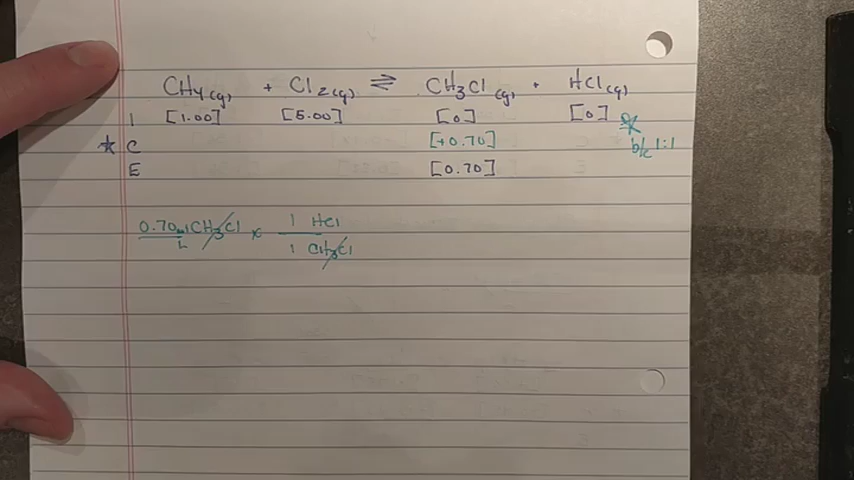 CH4(g) + Cl2(g) ⇌ CH3Cl(g) + HCl(g)
I [1.00] [5.00] [0] [0]
★ C [+0.70] b/c 1:1
E [0.70]
0.70 CH3Cl x 1 HCl
L 1 CH3Cl